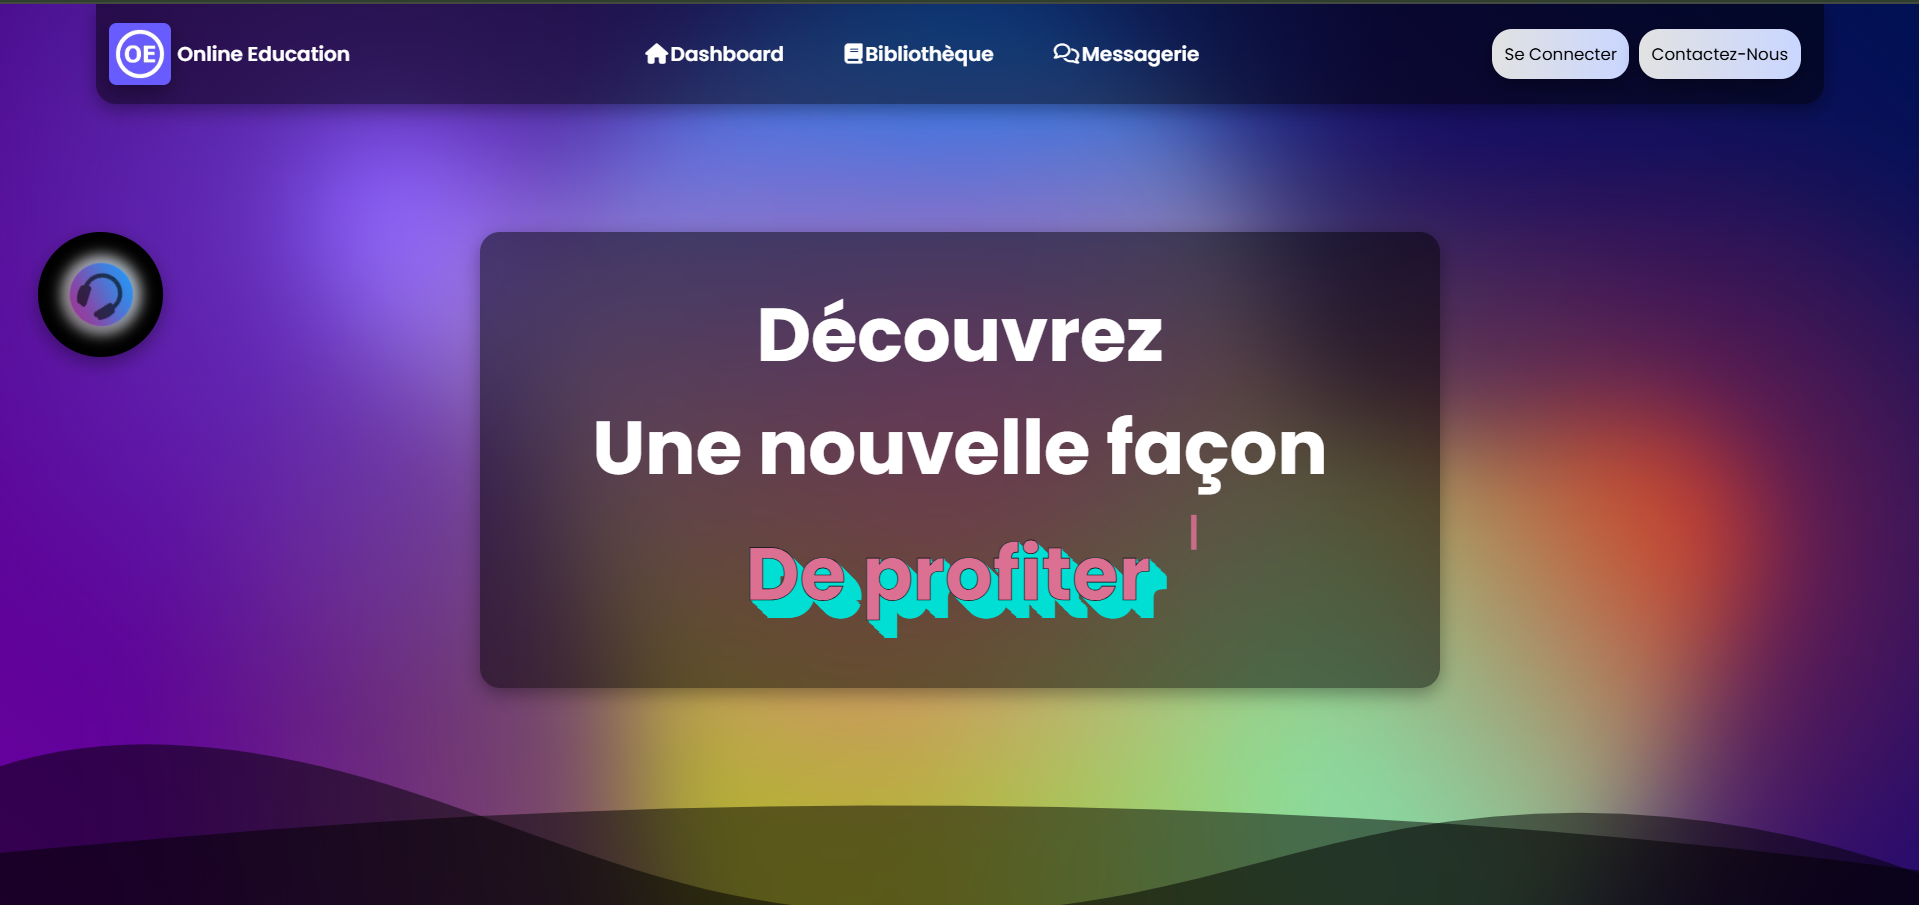 OE Online Education
Dashboard
Bibliothèque
Messagerie
Se Connecter
Contactez-Nous
Découvrez
Une nouvelle façon
De profiter